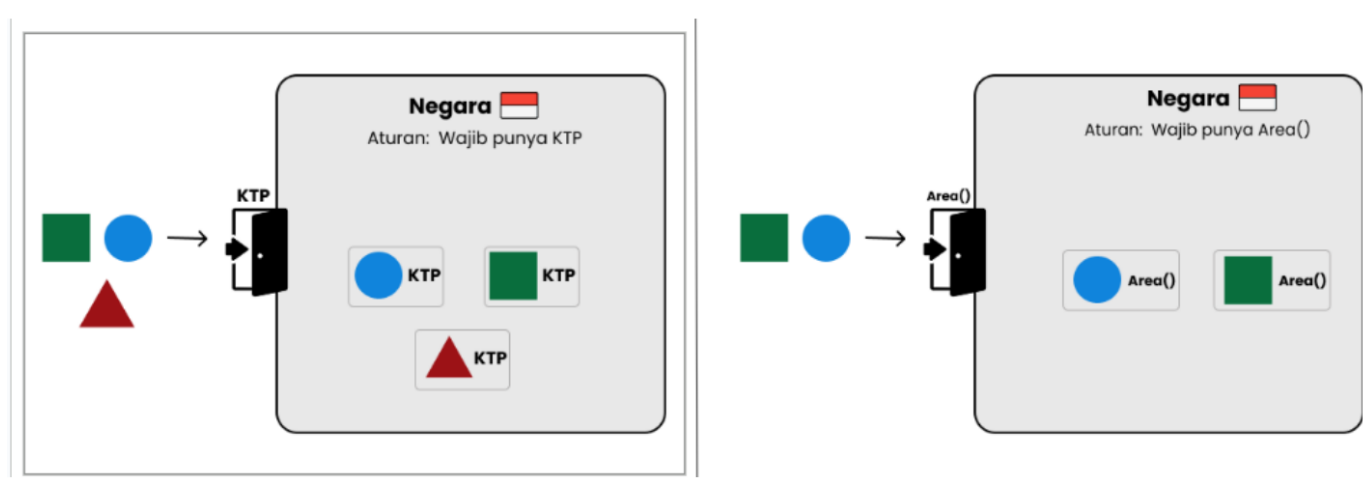 Negara
Aturan: Wajib punya KTP
KTP
KTP
KTP
KTP
Negara
Aturan: Wajib punya Area()
Area()
Area()
Area()